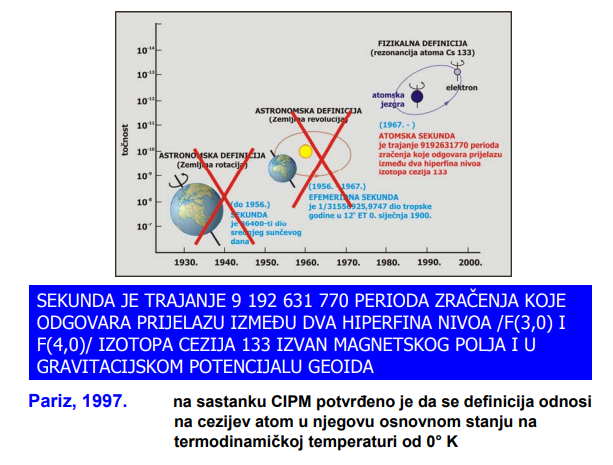 FIZIKALNA DEFINICIJA
(rezonancija atoma Cs 133)
10⁻¹⁴
10⁻¹³
10⁻¹²
10⁻¹¹
10⁻¹⁰
10⁻⁹
10⁻⁸
10⁻⁷
točnost
elektron
atomska
jezgra
ASTRONOMSKA DEFINICIJA
(Zemljina revolucija)
(1967. - )
ATOMSKA SEKUNDA
je trajanje 9192631770 perioda
zračenja koje odgovara prijelazu
između dva hiperfina nivoa
izotopa cezija 133
ASTRONOMSKA DEFINICIJA
(Zemljina rotacija)
(1956. -1967.)
EFEMERIDNA SEKUNDA
je 1/31556925,9747 dio tropske
godine u 12ʰ ET 0. siječnja 1900.
(do 1956.)
SEKUNDA
je 86400-ti dio
srednjeg sunčevog
dana
1930. 1940. 1950. 1960. 1970. 1980. 1990. 2000.
SEKUNDA JE TRAJANJE 9 192 631 770 PERIODA ZRAČENJA KOJE
ODGOVARA PRIJELAZU IZMEĐU DVA HIPERFINA NIVOA /F(3,0) I
F(4,0)/ IZOTOPA CEZIJA 133 IZVAN MAGNETSKOG POLJA I U
GRAVITACIJSKOM POTENCIJALU GEOIDA
Pariz, 1997. na sastanku CIPM potvrđeno je da se definicija odnosi
na cezijev atom u njegovu osnovnom stanju na
termodinamičkoj temperaturi od 0° K